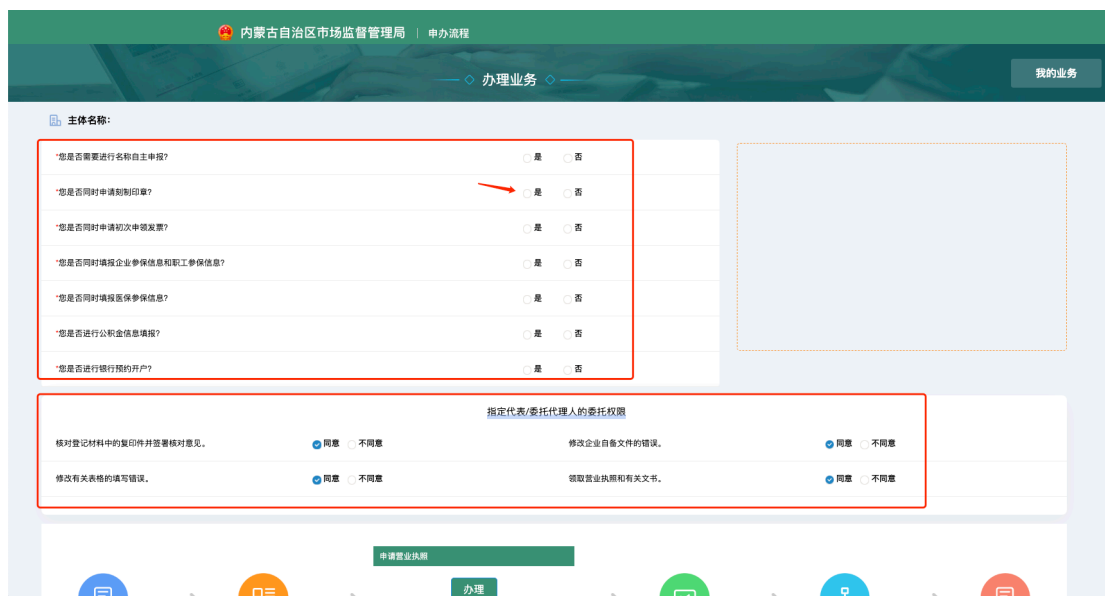 内蒙古自治区市场监督管理局 | 申办流程
办理业务
我的业务
主体名称:
*您是否需要进行名称自主申报? 是 否
*您是否同时申请刻制印章? 是 否
*您是否同时申请初次申领发票? 是 否
*您是否同时填报企业参保信息和职工参保信息? 是 否
*您是否同时填报医保参保信息? 是 否
*您是否进行公积金信息填报? 是 否
*您是否进行银行预约开户? 是 否
指定代表/委托代理人的委托权限
核对登记材料中的复印件并签署核对意见。 同意 不同意 修改企业自备文件的错误。 同意 不同意
修改有关表格的填写错误。 同意 不同意 领取营业执照和有关文书。 同意 不同意
申请营业执照
办理